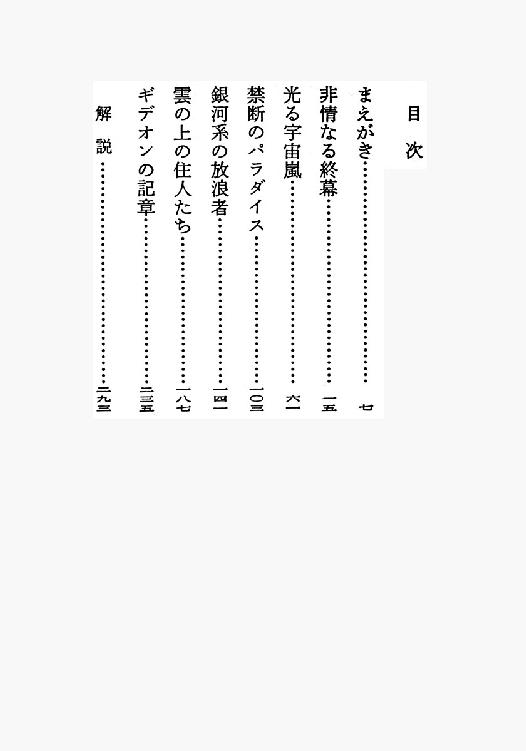 目次
まえがき……………………………七
非情なる終幕……………………………一五
光る宇宙嵐……………………………六一
禁断のパラダイス……………………………一〇三
銀河系の放浪者……………………………一四一
雲の上の住人たち……………………………一八七
ギデオンの記章……………………………二三五
解説……………………………二九三